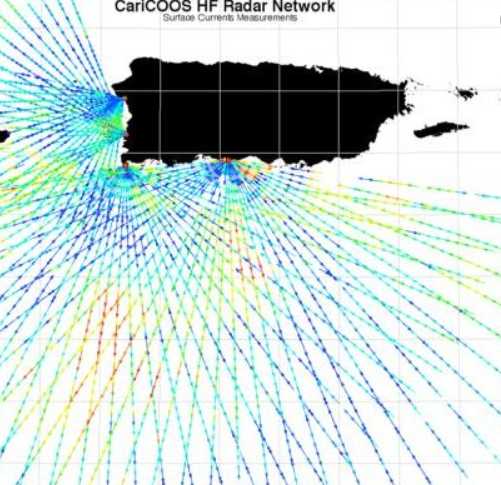 CariCOOS HF Radar Network
Surface Currents Measurements